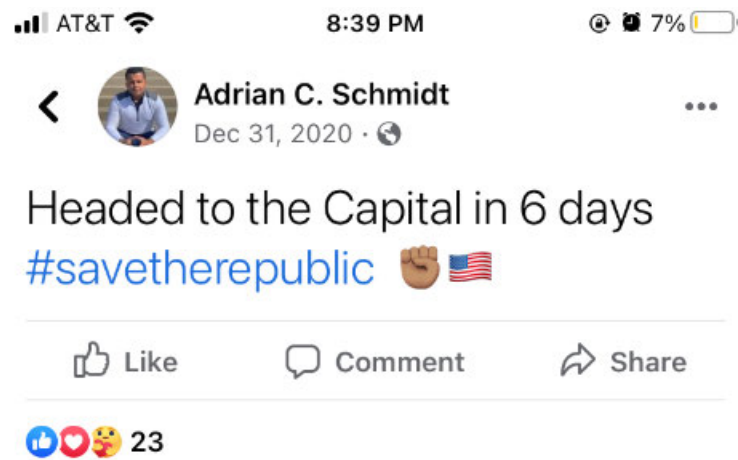 AT&T 8:39 PM 7%
Adrian C. Schmidt
Dec 31, 2020 ·
Headed to the Capital in 6 days
#savetherepublic ✊🏽🇺🇸
Like Comment Share
23